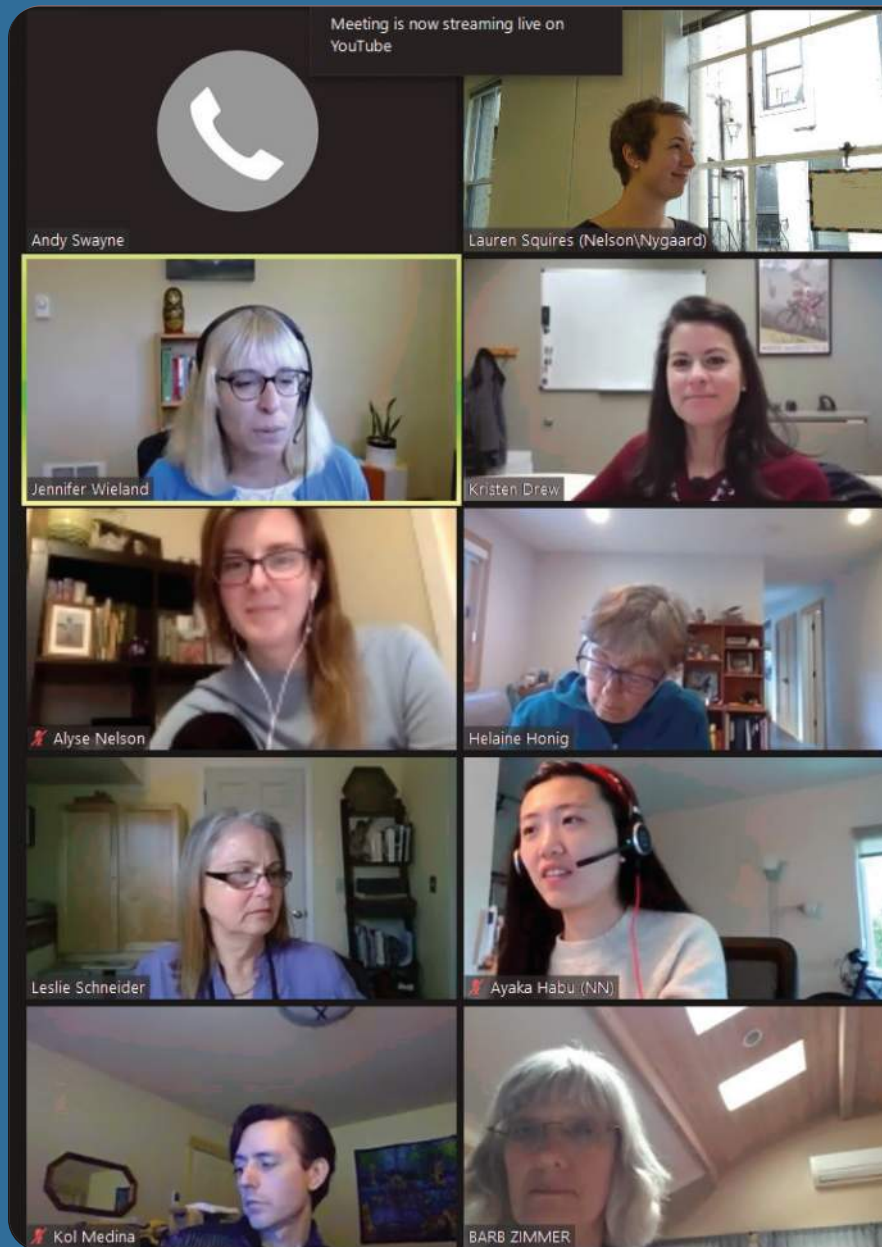 Meeting is now streaming live on
YouTube
Andy Swayne
Lauren Squires (Nelson\Nygaard)
Jennifer Wieland
Kristen Drew
Alyse Nelson
Helaine Honig
Leslie Schneider
Ayaka Habu (NN)
Kol Medina
BARB ZIMMER